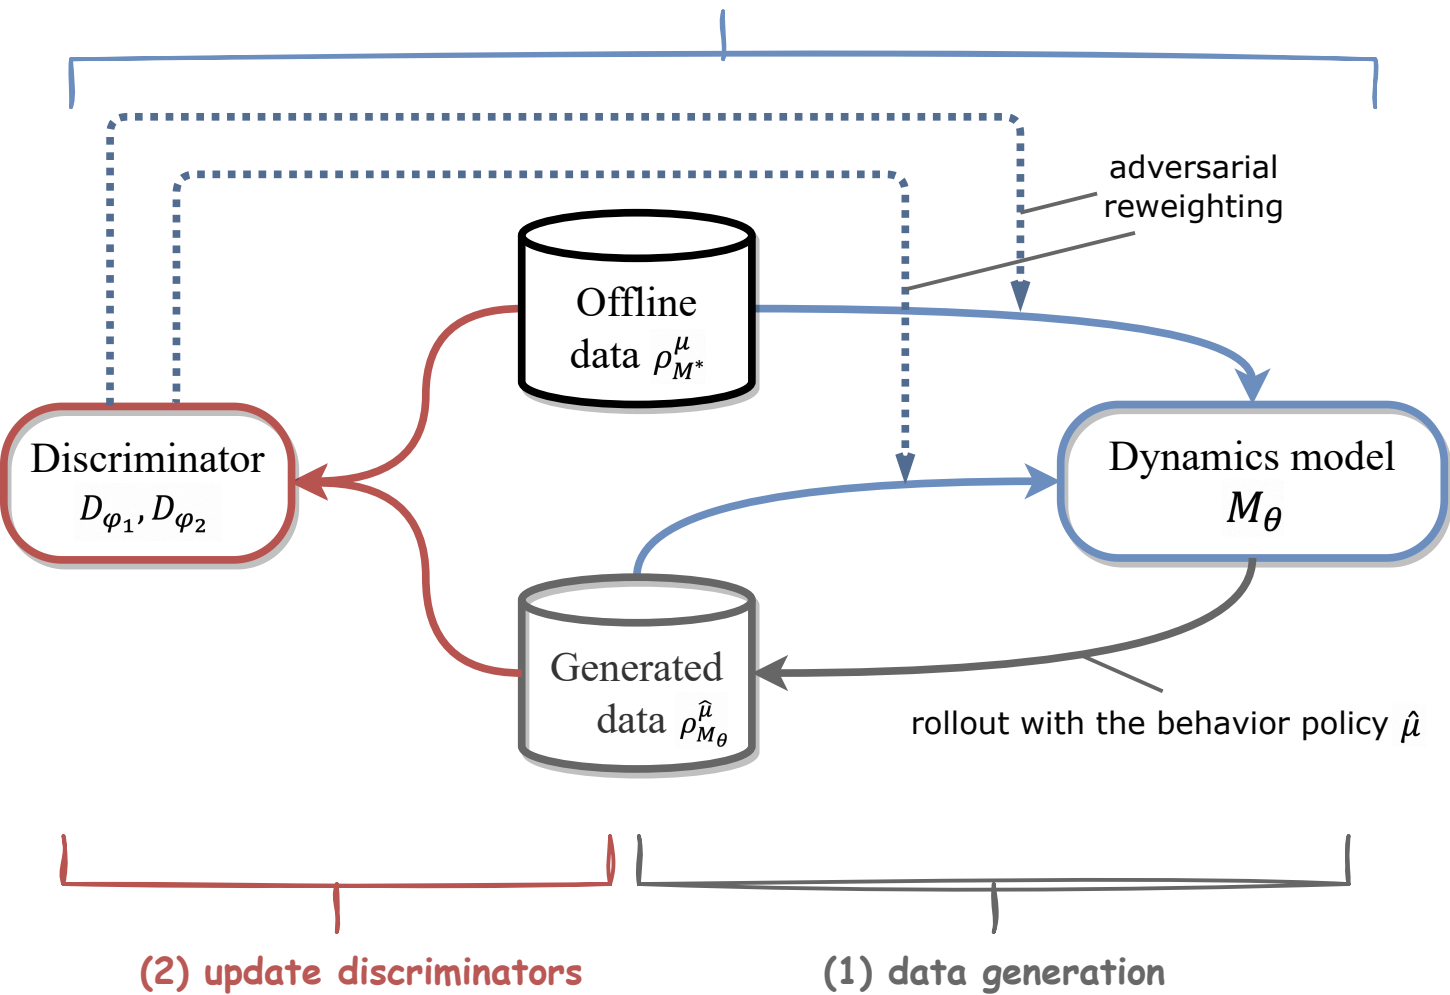 adversarial
reweighting
Offline
data ρ^μ_{M*}
Discriminator
D_{φ1}, D_{φ2}
Dynamics model
M_θ
Generated
data ρ^{μ̂}_{M_θ}
rollout with the behavior policy μ̂
(2) update discriminators
(1) data generation